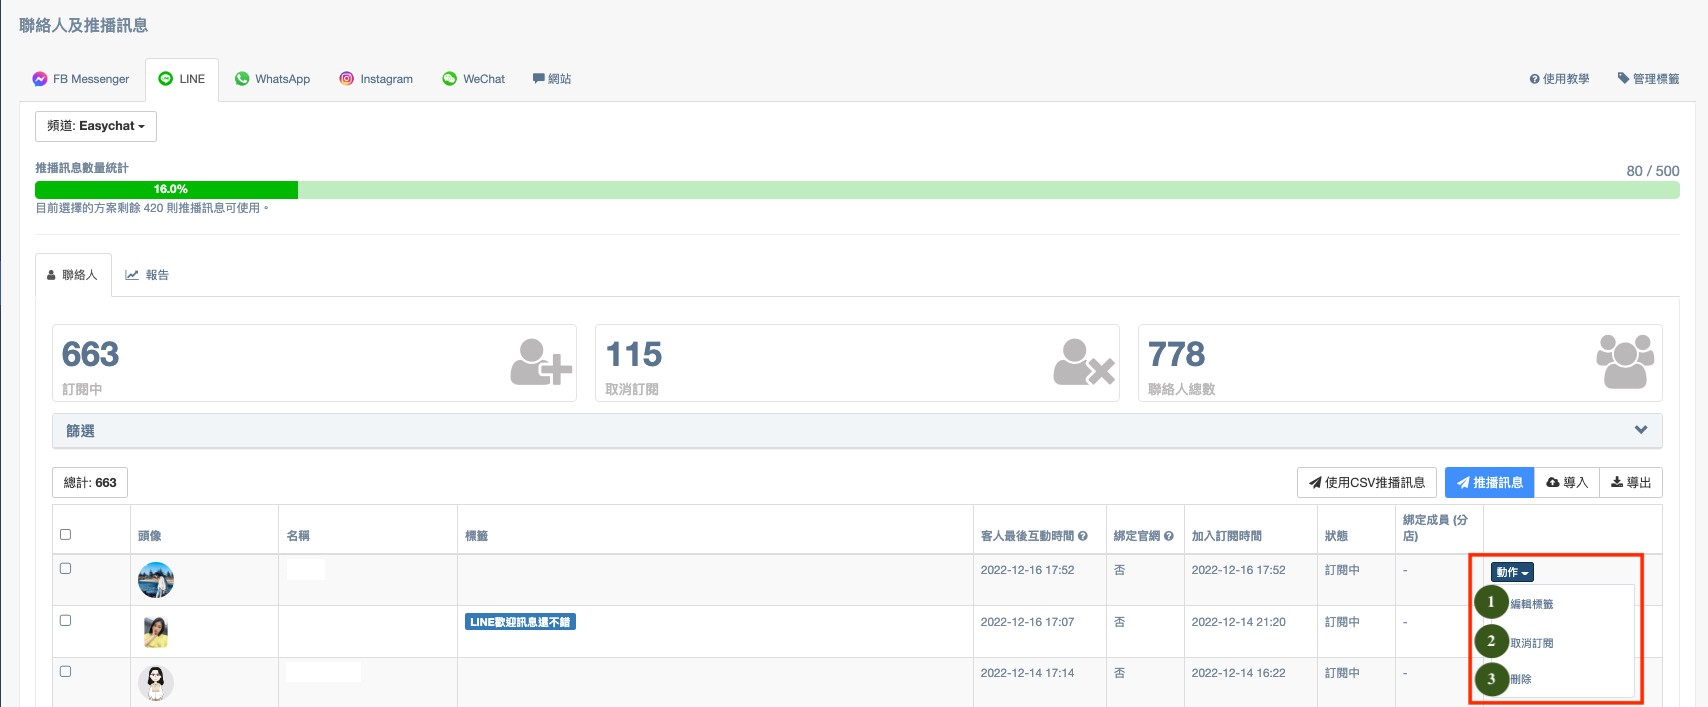 聯絡人及推播訊息
FB Messenger
LINE
WhatsApp
Instagram
WeChat
網站
使用教學
管理標籤
頻道: Easychat
推播訊息數量統計
80 / 500
16.0%
目前選擇的方案剩餘 420 則推播訊息可使用。
聯絡人
報告
663
訂閱中
115
取消訂閱
778
聯絡人總數
篩選
總計: 663
使用CSV推播訊息
推播訊息
導入
導出
頭像
名稱
標籤
客人最後互動時間
綁定官網
加入訂閱時間
狀態
綁定成員 (分
店)
2022-12-16 17:52
否
2022-12-16 17:52
訂閱中
-
動作
1 編輯標籤
2 取消訂閱
3 刪除
LINE歡迎訊息還不錯
2022-12-16 17:07
否
2022-12-14 21:20
訂閱中
-
2022-12-14 17:14
否
2022-12-14 16:22
訂閱中
-